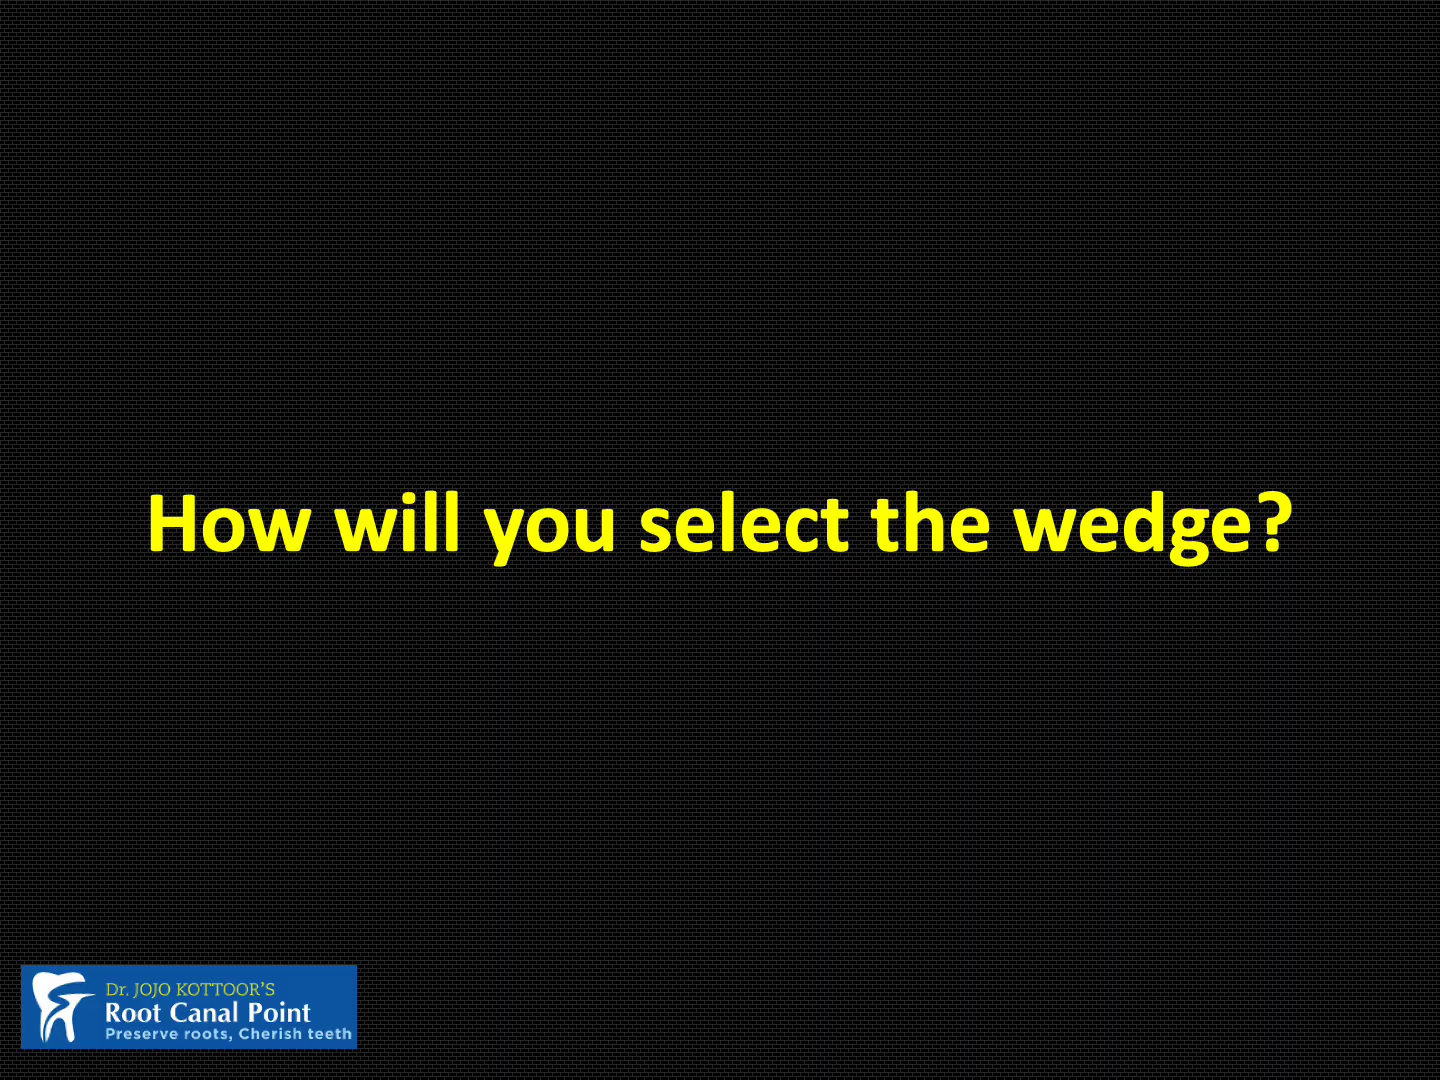 How will you select the wedge?
Dr. JOJO KOTTOOR'S
Root Canal Point
Preserve roots, Cherish teeth